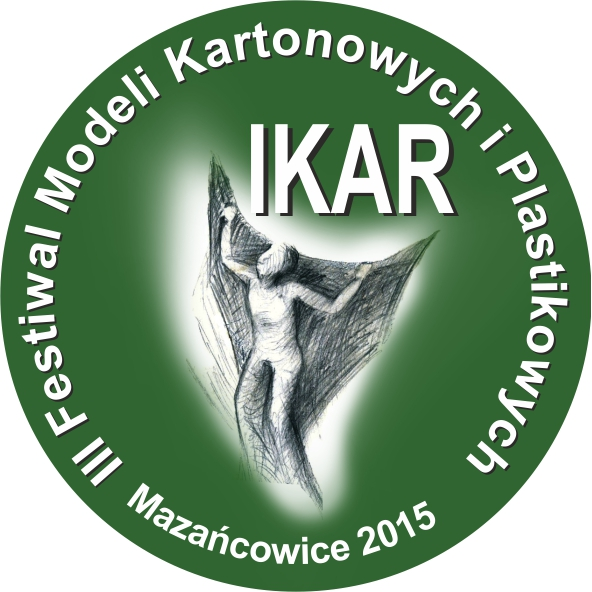 III Festiwal Modeli Kartonowych i Plastikowych
IKAR
Mazańcowice 2015